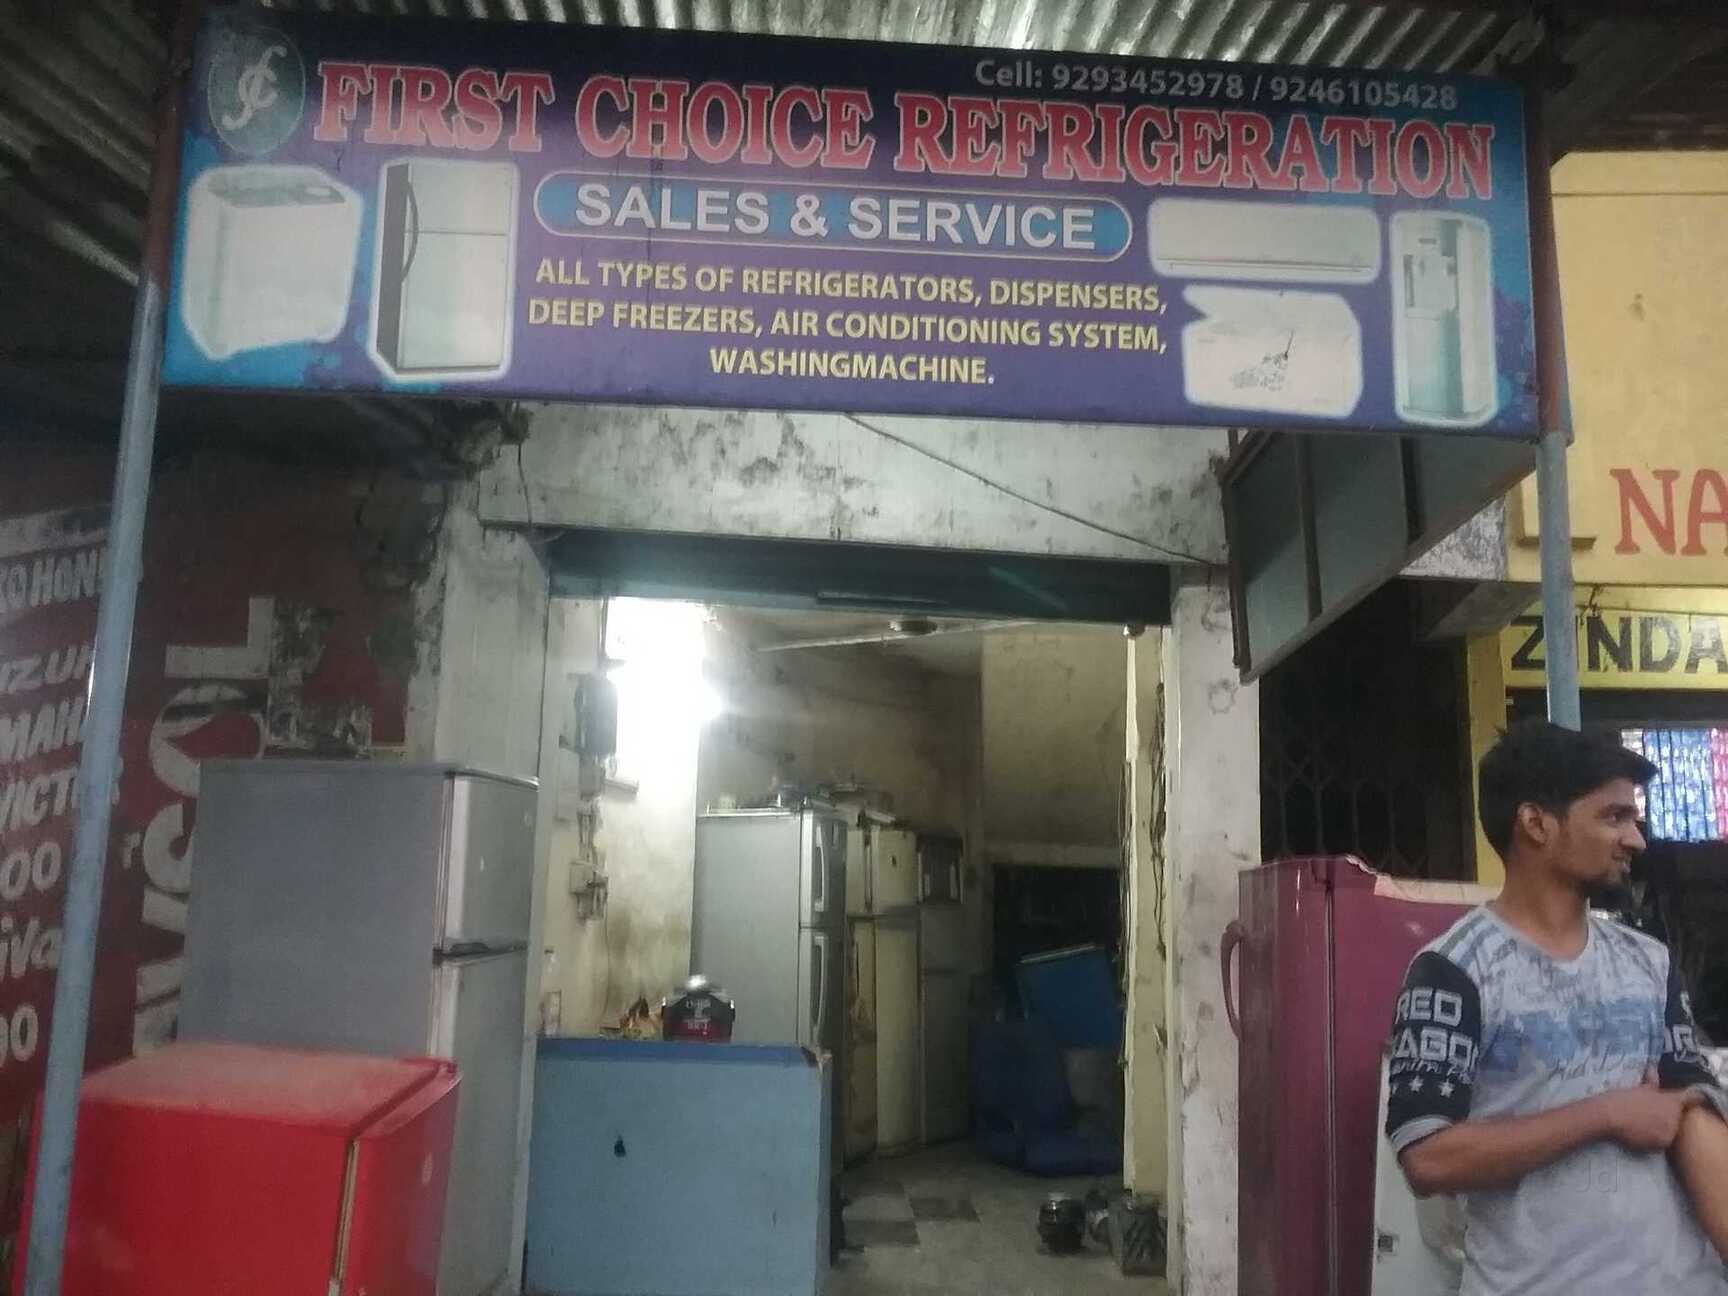 Cell: 9293452978 / 9246105428
FIRST CHOICE REFRIGERATION
SALES & SERVICE
ALL TYPES OF REFRIGERATORS, DISPENSERS,
DEEP FREEZERS, AIR CONDITIONING SYSTEM,
WASHINGMACHINE.
NA
ZINDA
RED